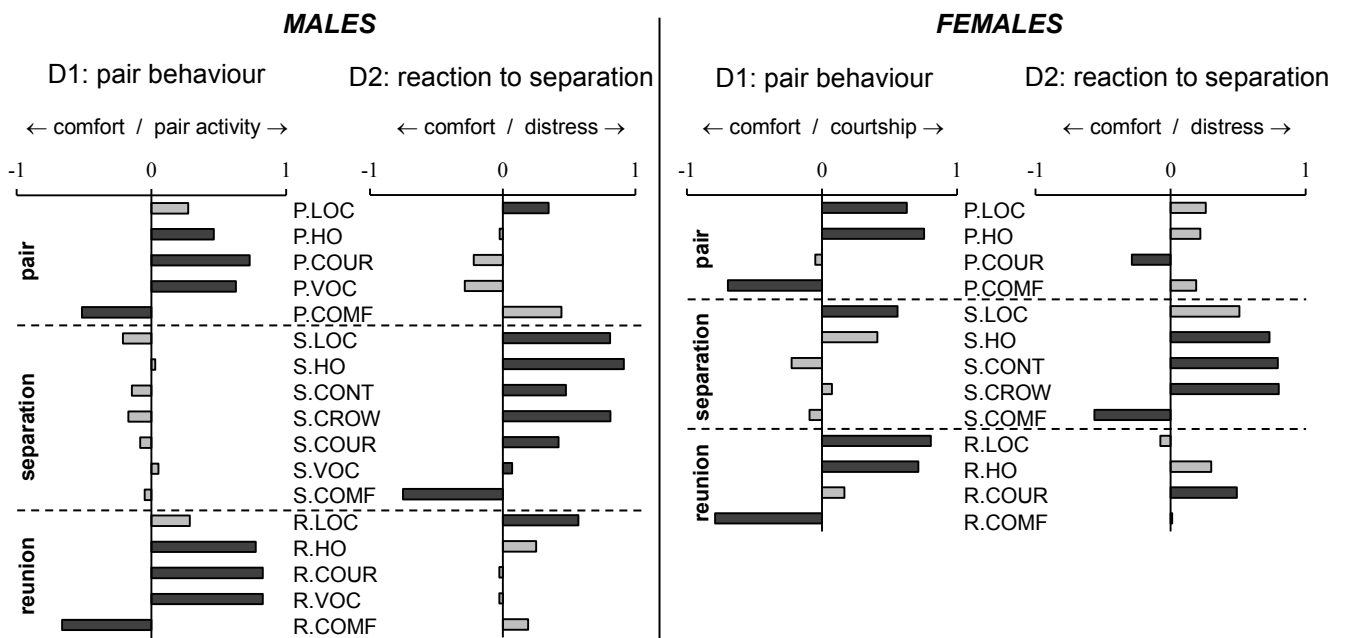 MALES
FEMALES
D1: pair behaviour
D2: reaction to separation
D1: pair behaviour
D2: reaction to separation
← comfort / pair activity →
← comfort / distress →
← comfort / courtship →
← comfort / distress →
-1 0 1
-1 0 1
-1 0 1
-1 0 1
pair
P.LOC
P.HO
P.COUR
P.VOC
P.COMF
separation
S.LOC
S.HO
S.CONT
S.CROW
S.COUR
S.VOC
S.COMF
reunion
R.LOC
R.HO
R.COUR
R.VOC
R.COMF
pair
P.LOC
P.HO
P.COUR
P.COMF
separation
S.LOC
S.HO
S.CONT
S.CROW
S.COMF
reunion
R.LOC
R.HO
R.COUR
R.COMF